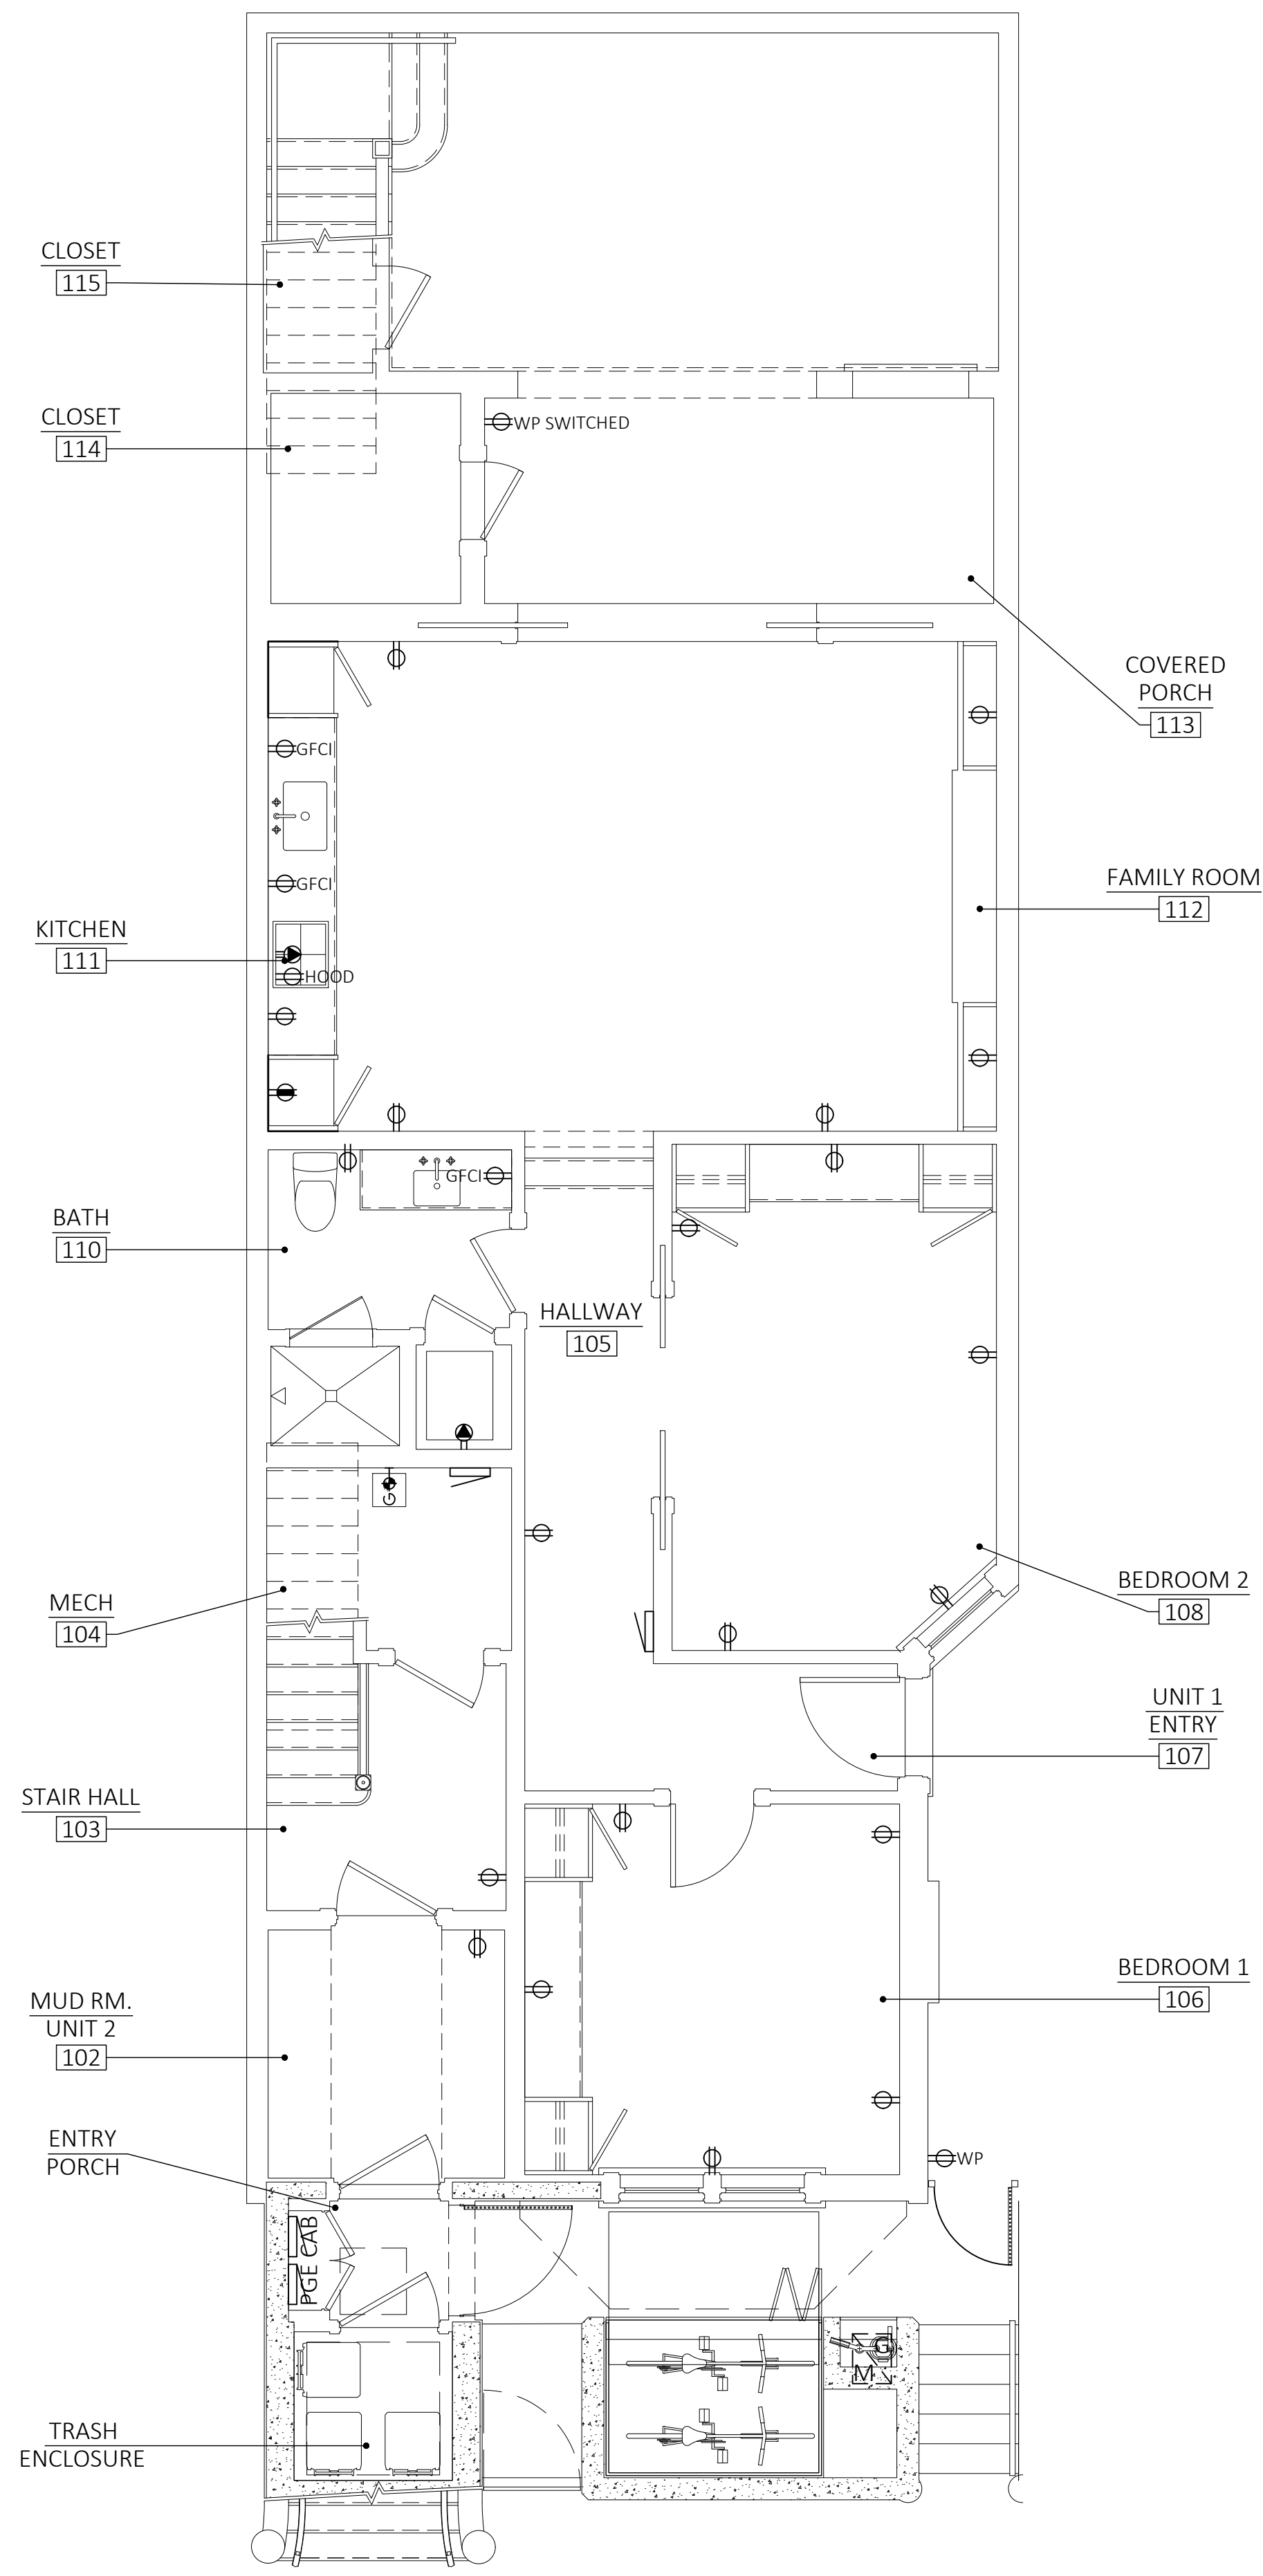 CLOSET
115
CLOSET
114
WP SWITCHED
COVERED
PORCH
113
GFCI
GFCI
FAMILY ROOM
112
KITCHEN
111
HOOD
GFCI
BATH
110
HALLWAY
105
G
MECH
104
BEDROOM 2
108
UNIT 1
ENTRY
107
STAIR HALL
103
BEDROOM 1
106
MUD RM.
UNIT 2
102
ENTRY
PORCH
WP
PGE CAB
G
M
TRASH
ENCLOSURE